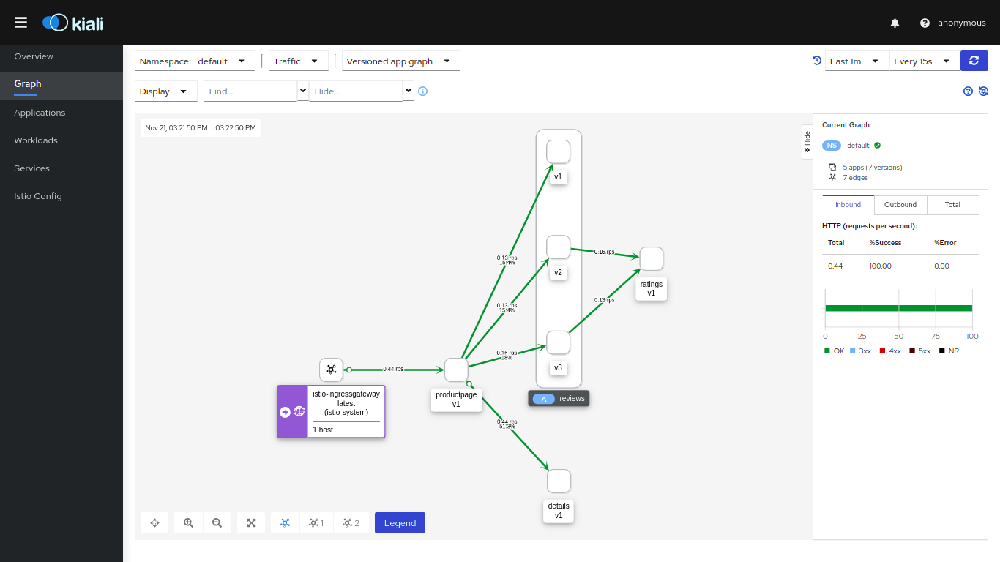 kiali
anonymous
Overview
Graph
Applications
Workloads
Services
Istio Config
Namespace: default
Traffic
Versioned app graph
Last 1m
Every 15s
Display
Find...
Hide...
Nov 21, 03:21:50 PM ... 03:22:50 PM
v1
v2
v3
A reviews
0.13 rps
15.4%
0.13 rps
15.4%
0.16 rps
18%
0.16 rps
0.13 rps
ratings
v1
0.44 rps
istio-ingressgateway
latest
(istio-system)
1 host
productpage
v1
0.44 rps
51.3%
details
v1
1
2
Legend
Hide
Current Graph:
NS default
5 apps (7 versions)
7 edges
Inbound Outbound Total
HTTP (requests per second):
Total %Success %Error
0.44 100.00 0.00
0 25 50 75 100
OK 3xx 4xx 5xx NR